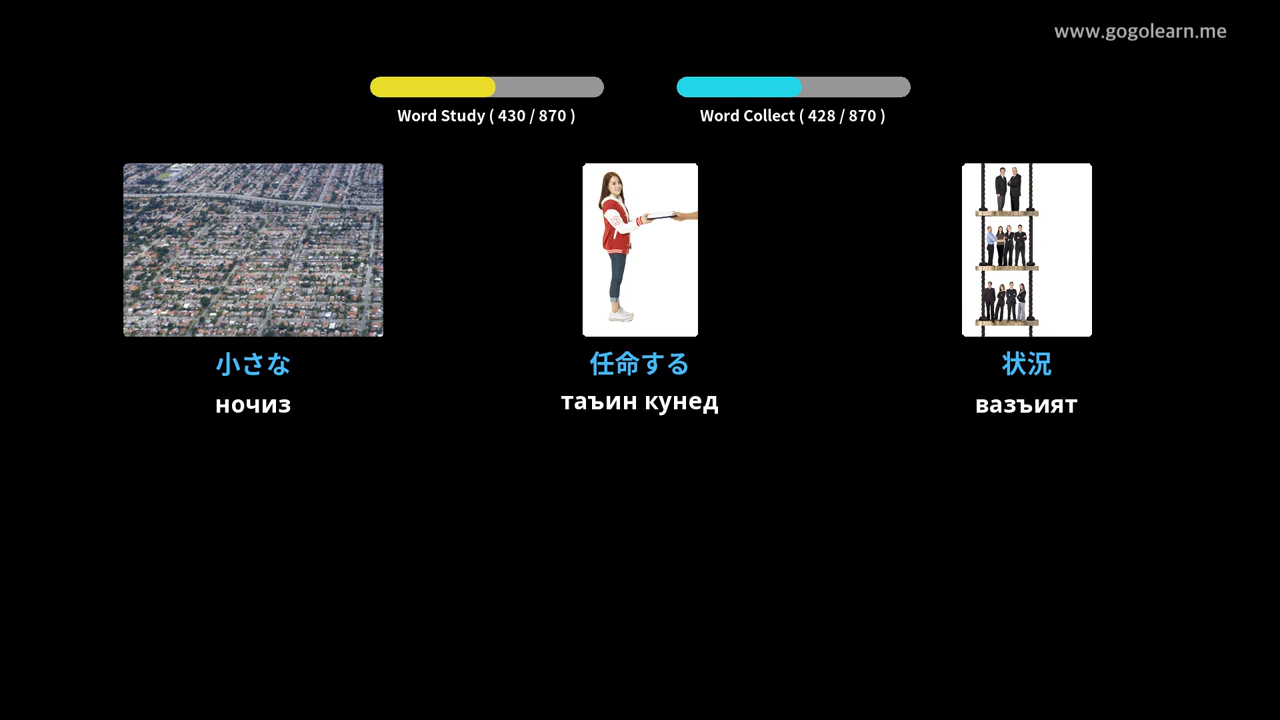 www.gogolearn.me
Word Study ( 430 / 870 )
Word Collect ( 428 / 870 )
小さな
任命する
状況
ночиз
таъин кунед
вазъият